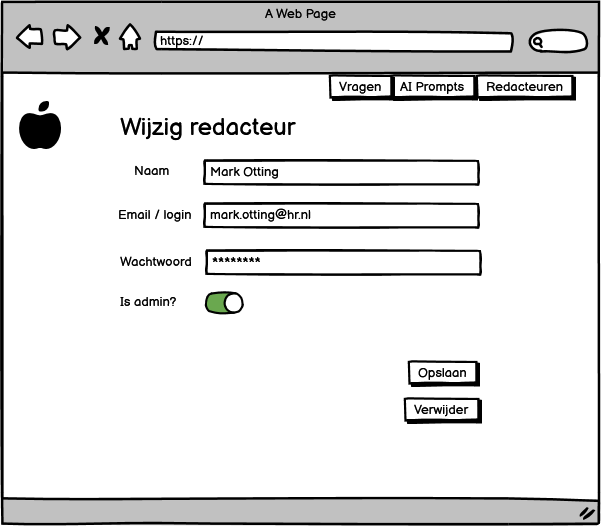 A Web Page
https://
Vragen AI Prompts Redacteuren
Wijzig redacteur
Naam Mark Otting
Email / login mark.otting@hr.nl
Wachtwoord ********
Is admin?
Opslaan
Verwijder